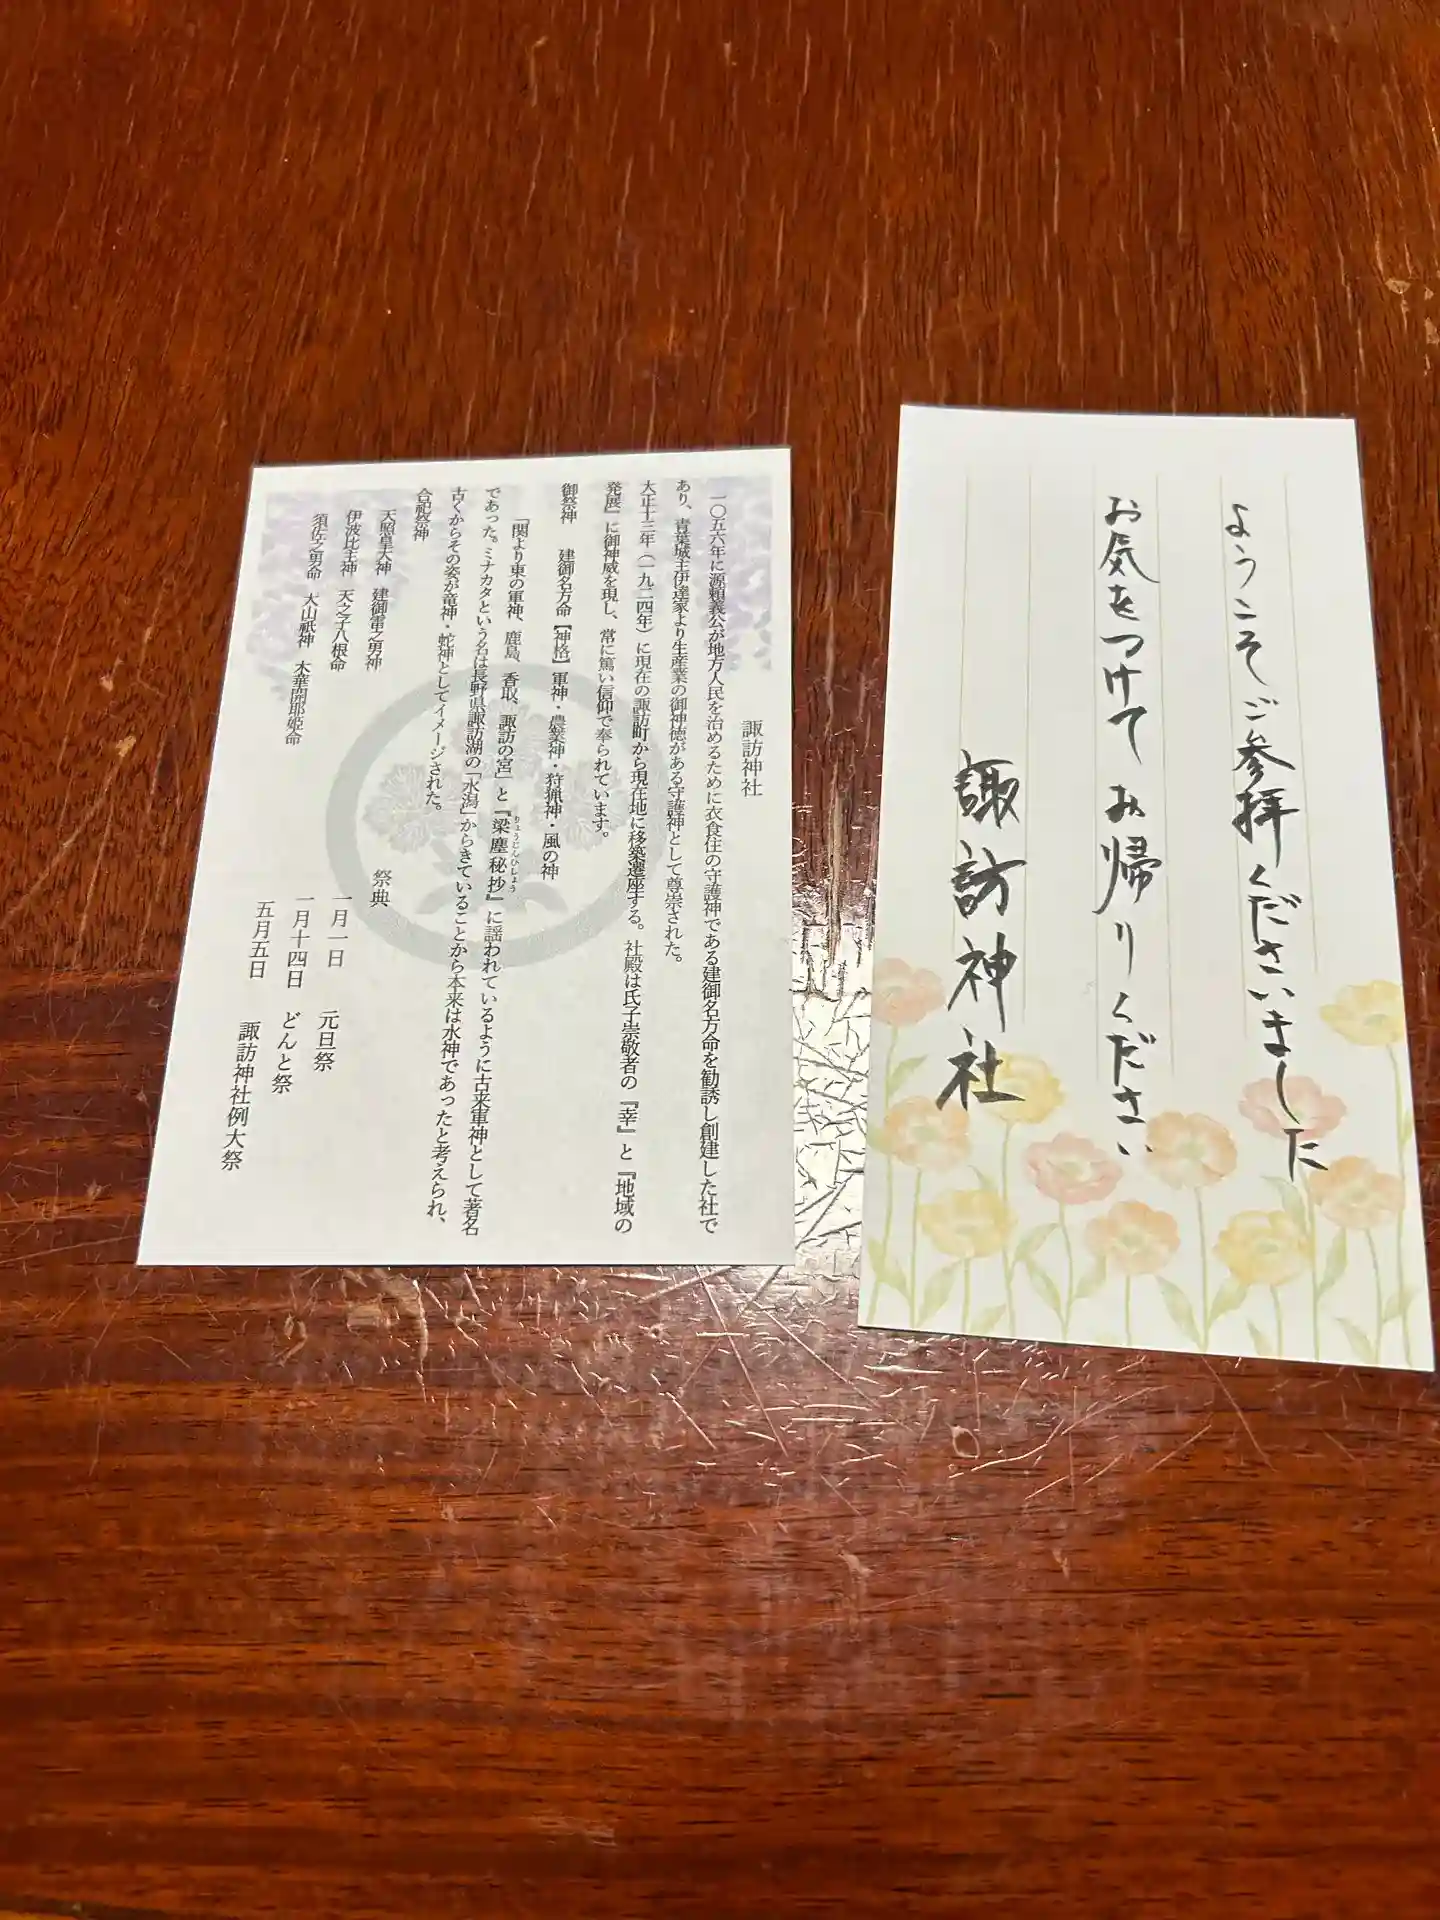 ようこそご参拝くださいました
お気をつけてお帰りください
諏訪神社
諏訪神社
一〇五六年に源頼義公が地方人民を治めるために衣食住の守護神である建御名方命を勧誘し創建した社で
あり、青葉城主伊達家より生産業の御神徳がある守護神として尊崇された。
大正十三年（一九二四年）に現在の諏訪町から現在地に移築遷座する。社殿は氏子崇敬者の『幸』と『地域の
発展』に御神威を現し、常に篤い信仰で奉られています。
御祭神　建御名方命【神格】軍神・農業神・狩猟神・風の神
「関より東の軍神、鹿島、香取、諏訪の宮」と『梁塵秘抄』に謡われているように古来軍神として著名
りょうじんひしょう
であった。ミナカタという名は長野県諏訪湖の「水潟」からきていることから本来は水神であったと考えられ、
古くからその姿が竜神・蛇神としてイメージされた。
合祀祭神
天照皇大神　建御雷之男神
伊波比主神　天之子八根命
須佐之男命　大山祇神　木華開耶姫命
祭典
一月一日　元旦祭
一月十四日　どんと祭
五月五日　諏訪神社例大祭